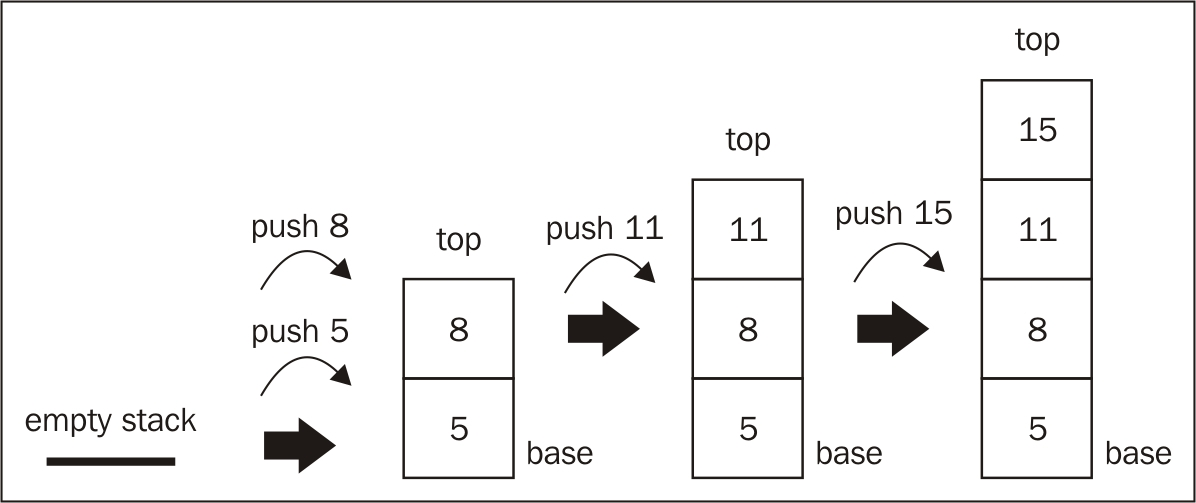 empty stack
push 8
push 5
top
8
5
base
push 11
top
11
8
5
base
push 15
top
15
11
8
5
base